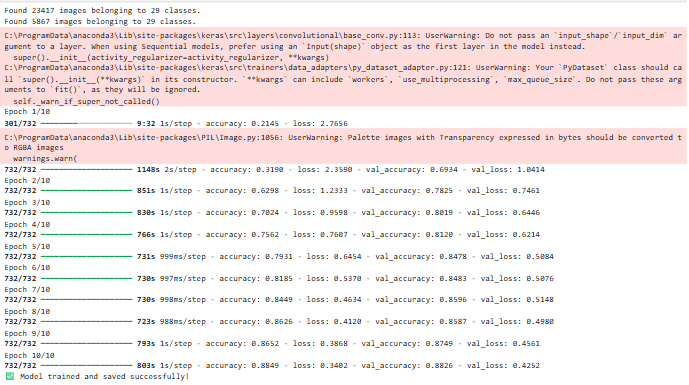 Found 23417 images belonging to 29 classes.
Found 5867 images belonging to 29 classes.
C:\ProgramData\anaconda3\Lib\site-packages\keras\src\layers\convolutional\base_conv.py:113: UserWarning: Do not pass an `input_shape`/`input_dim` ar
gument to a layer. When using Sequential models, prefer using an `Input(shape)` object as the first layer in the model instead.
super().__init__(activity_regularizer=activity_regularizer, **kwargs)
C:\ProgramData\anaconda3\Lib\site-packages\keras\src\trainers\data_adapters\py_dataset_adapter.py:121: UserWarning: Your `PyDataset` class should ca
ll `super().__init__(**kwargs)` in its constructor. `**kwargs` can include `workers`, `use_multiprocessing`, `max_queue_size`. Do not pass these arg
uments to `fit()`, as they will be ignored.
self._warn_if_super_not_called()
Epoch 1/10
301/732 9:32 1s/step - accuracy: 0.2145 - loss: 2.7656
C:\ProgramData\anaconda3\Lib\site-packages\PIL\Image.py:1056: UserWarning: Palette images with Transparency expressed in bytes should be converted t
o RGBA images
warnings.warn(
732/732 1148s 2s/step - accuracy: 0.3190 - loss: 2.3590 - val_accuracy: 0.6934 - val_loss: 1.0414
Epoch 2/10
732/732 851s 1s/step - accuracy: 0.6298 - loss: 1.2333 - val_accuracy: 0.7825 - val_loss: 0.7461
Epoch 3/10
732/732 830s 1s/step - accuracy: 0.7024 - loss: 0.9598 - val_accuracy: 0.8019 - val_loss: 0.6446
Epoch 4/10
732/732 766s 1s/step - accuracy: 0.7562 - loss: 0.7607 - val_accuracy: 0.8120 - val_loss: 0.6214
Epoch 5/10
732/732 731s 999ms/step - accuracy: 0.7931 - loss: 0.6454 - val_accuracy: 0.8478 - val_loss: 0.5084
Epoch 6/10
732/732 730s 997ms/step - accuracy: 0.8185 - loss: 0.5370 - val_accuracy: 0.8483 - val_loss: 0.5076
Epoch 7/10
732/732 730s 998ms/step - accuracy: 0.8449 - loss: 0.4634 - val_accuracy: 0.8596 - val_loss: 0.5148
Epoch 8/10
732/732 723s 988ms/step - accuracy: 0.8626 - loss: 0.4120 - val_accuracy: 0.8587 - val_loss: 0.4980
Epoch 9/10
732/732 793s 1s/step - accuracy: 0.8652 - loss: 0.3868 - val_accuracy: 0.8749 - val_loss: 0.4561
Epoch 10/10
732/732 803s 1s/step - accuracy: 0.8849 - loss: 0.3402 - val_accuracy: 0.8826 - val_loss: 0.4252
✅ Model trained and saved successfully!